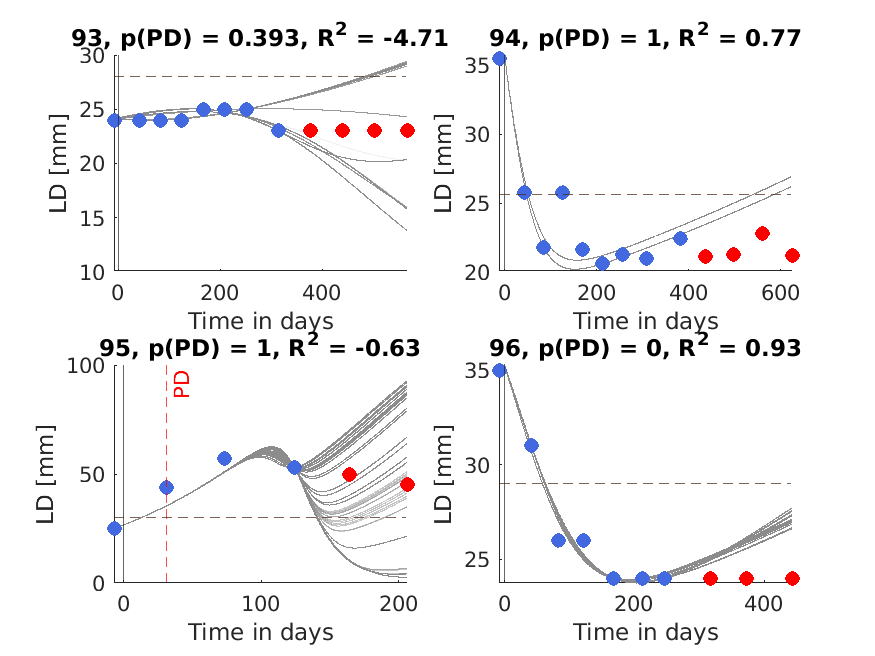 93, p(PD) = 0.393, R² = -4.71
30
25
20
15
10
LD [mm]
0
200
400
Time in days
94, p(PD) = 1, R² = 0.77
35
30
25
20
LD [mm]
0
200
400
600
Time in days
95, p(PD) = 1, R² = -0.63
100
50
0
LD [mm]
PD
0
100
200
Time in days
96, p(PD) = 0, R² = 0.93
35
30
25
LD [mm]
0
200
400
Time in days